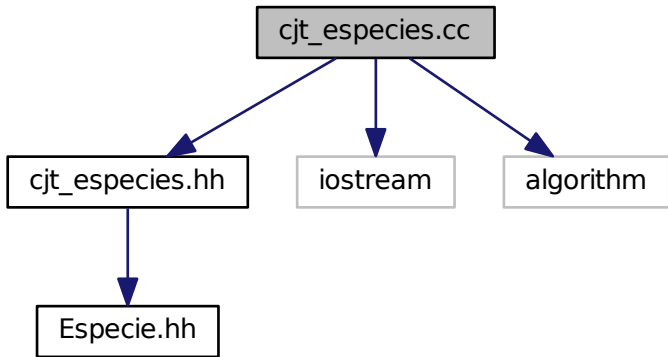 cjt_especies.cc
cjt_especies.hh
iostream
algorithm
Especie.hh